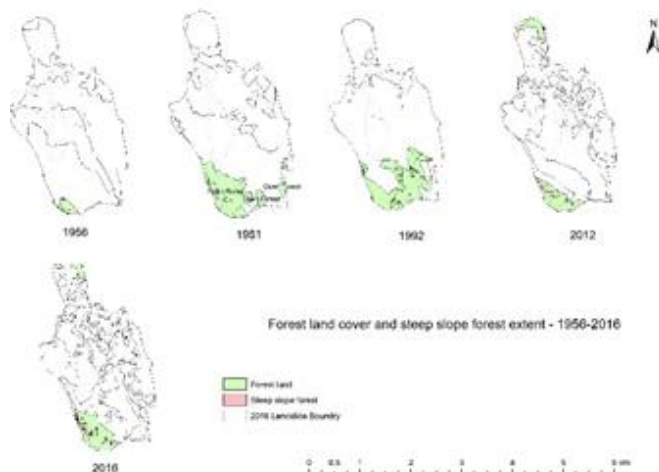 N
1956
1981
1992
2012
2016
Forest land cover and steep slope forest extent - 1956-2016
Forest land
Steep slope forest
2016 Landslide Boundry
0 0.5 1 2 3 4 5